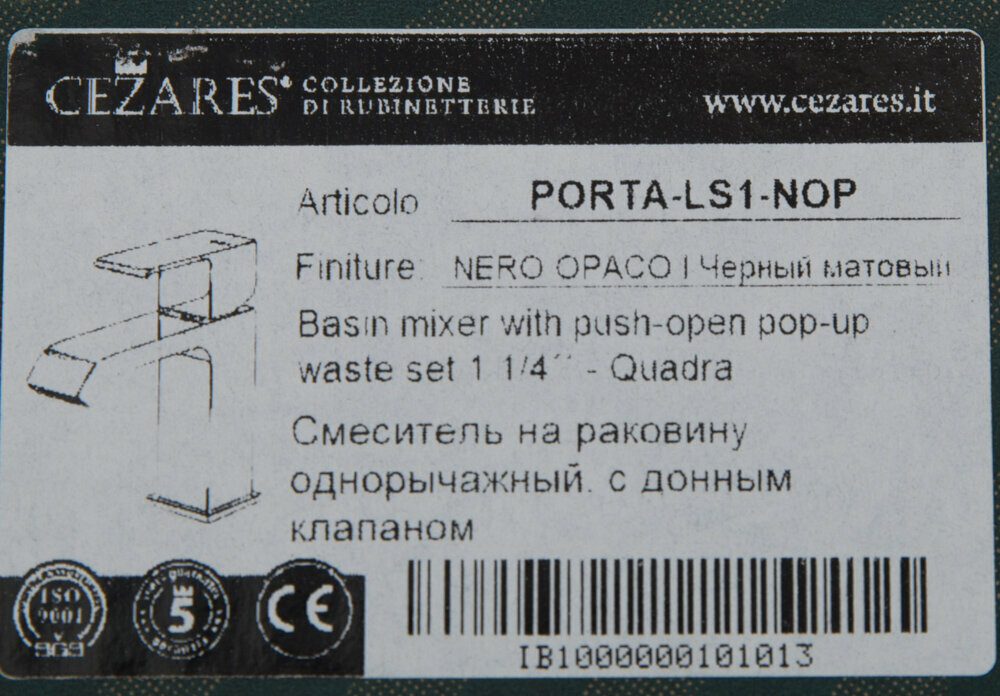 CEZARES COLLEZIONE
DI RUBINETTERIE
www.cezares.it
Articolo PORTA-LS1-NOP
Finiture: NERO OPACO | Черный матовый
Basin mixer with push-open pop-up
waste set 1 1/4´´ - Quadra
Смеситель на раковину
однорычажный. с донным
клапаном
ISO
9001
969
5
CE
IB1000000101013